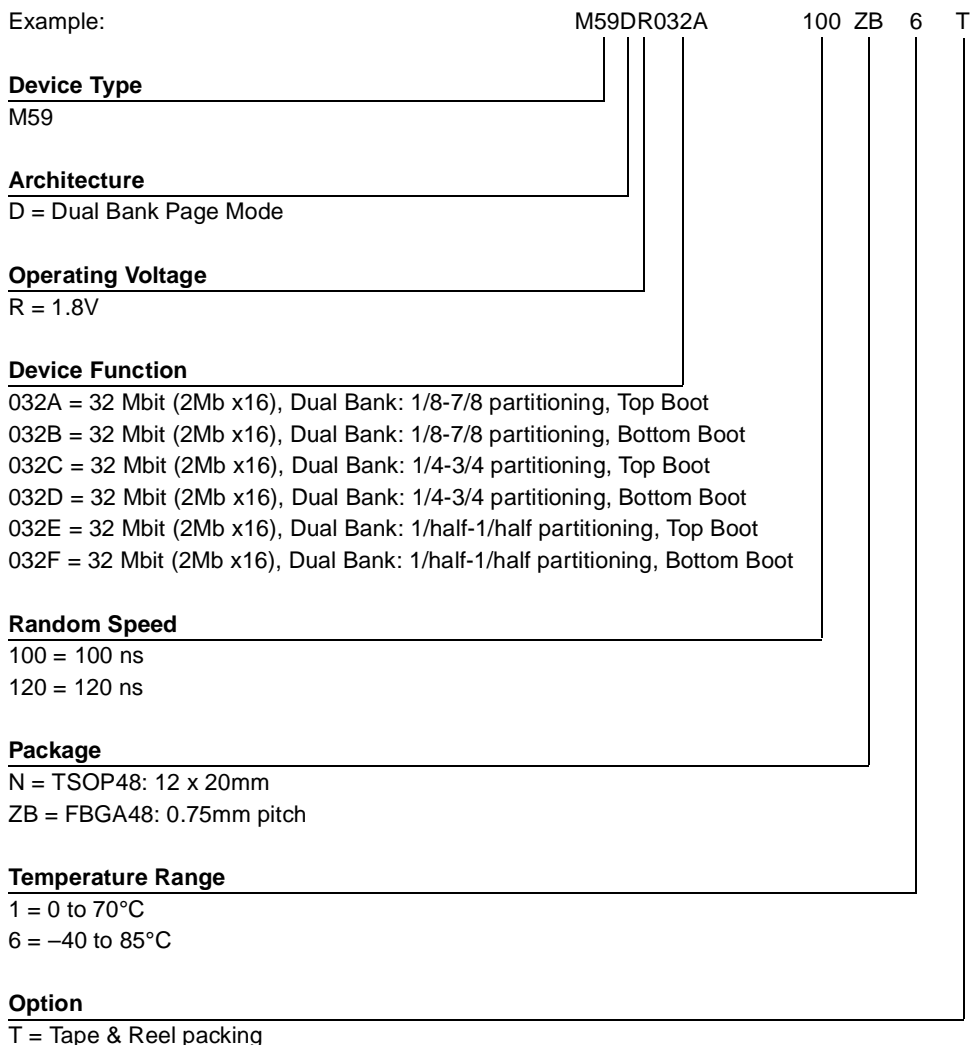 Example: M59DR032A 100 ZB 6 T
Device Type
M59
Architecture
D = Dual Bank Page Mode
Operating Voltage
R = 1.8V
Device Function
032A = 32 Mbit (2Mb x16), Dual Bank: 1/8-7/8 partitioning, Top Boot
032B = 32 Mbit (2Mb x16), Dual Bank: 1/8-7/8 partitioning, Bottom Boot
032C = 32 Mbit (2Mb x16), Dual Bank: 1/4-3/4 partitioning, Top Boot
032D = 32 Mbit (2Mb x16), Dual Bank: 1/4-3/4 partitioning, Bottom Boot
032E = 32 Mbit (2Mb x16), Dual Bank: 1/half-1/half partitioning, Top Boot
032F = 32 Mbit (2Mb x16), Dual Bank: 1/half-1/half partitioning, Bottom Boot
Random Speed
100 = 100 ns
120 = 120 ns
Package
N = TSOP48: 12 x 20mm
ZB = FBGA48: 0.75mm pitch
Temperature Range
1 = 0 to 70°C
6 = –40 to 85°C
Option
T = Tape & Reel packing